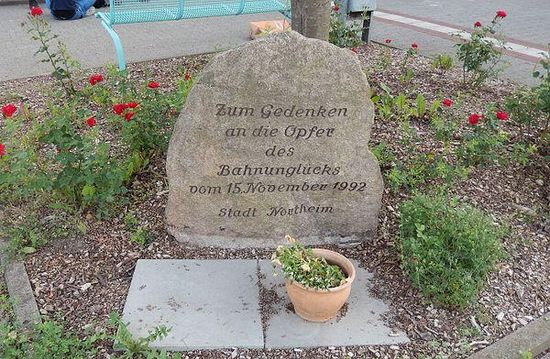 Zum Gedenken
an die Opfer
des
Bahnunglücks
vom 15. November 1992
Stadt Northeim